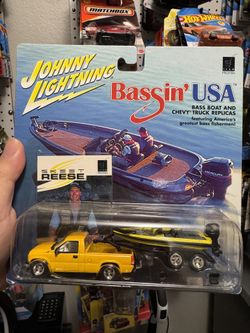 MATCHBOX
Hot Wheels
JOHNNY
LIGHTNING
Bassin' USA
BASS BOAT AND
CHEVY TRUCK REPLICAS
featuring America's
greatest bass fishermen!
SKEET
REESE